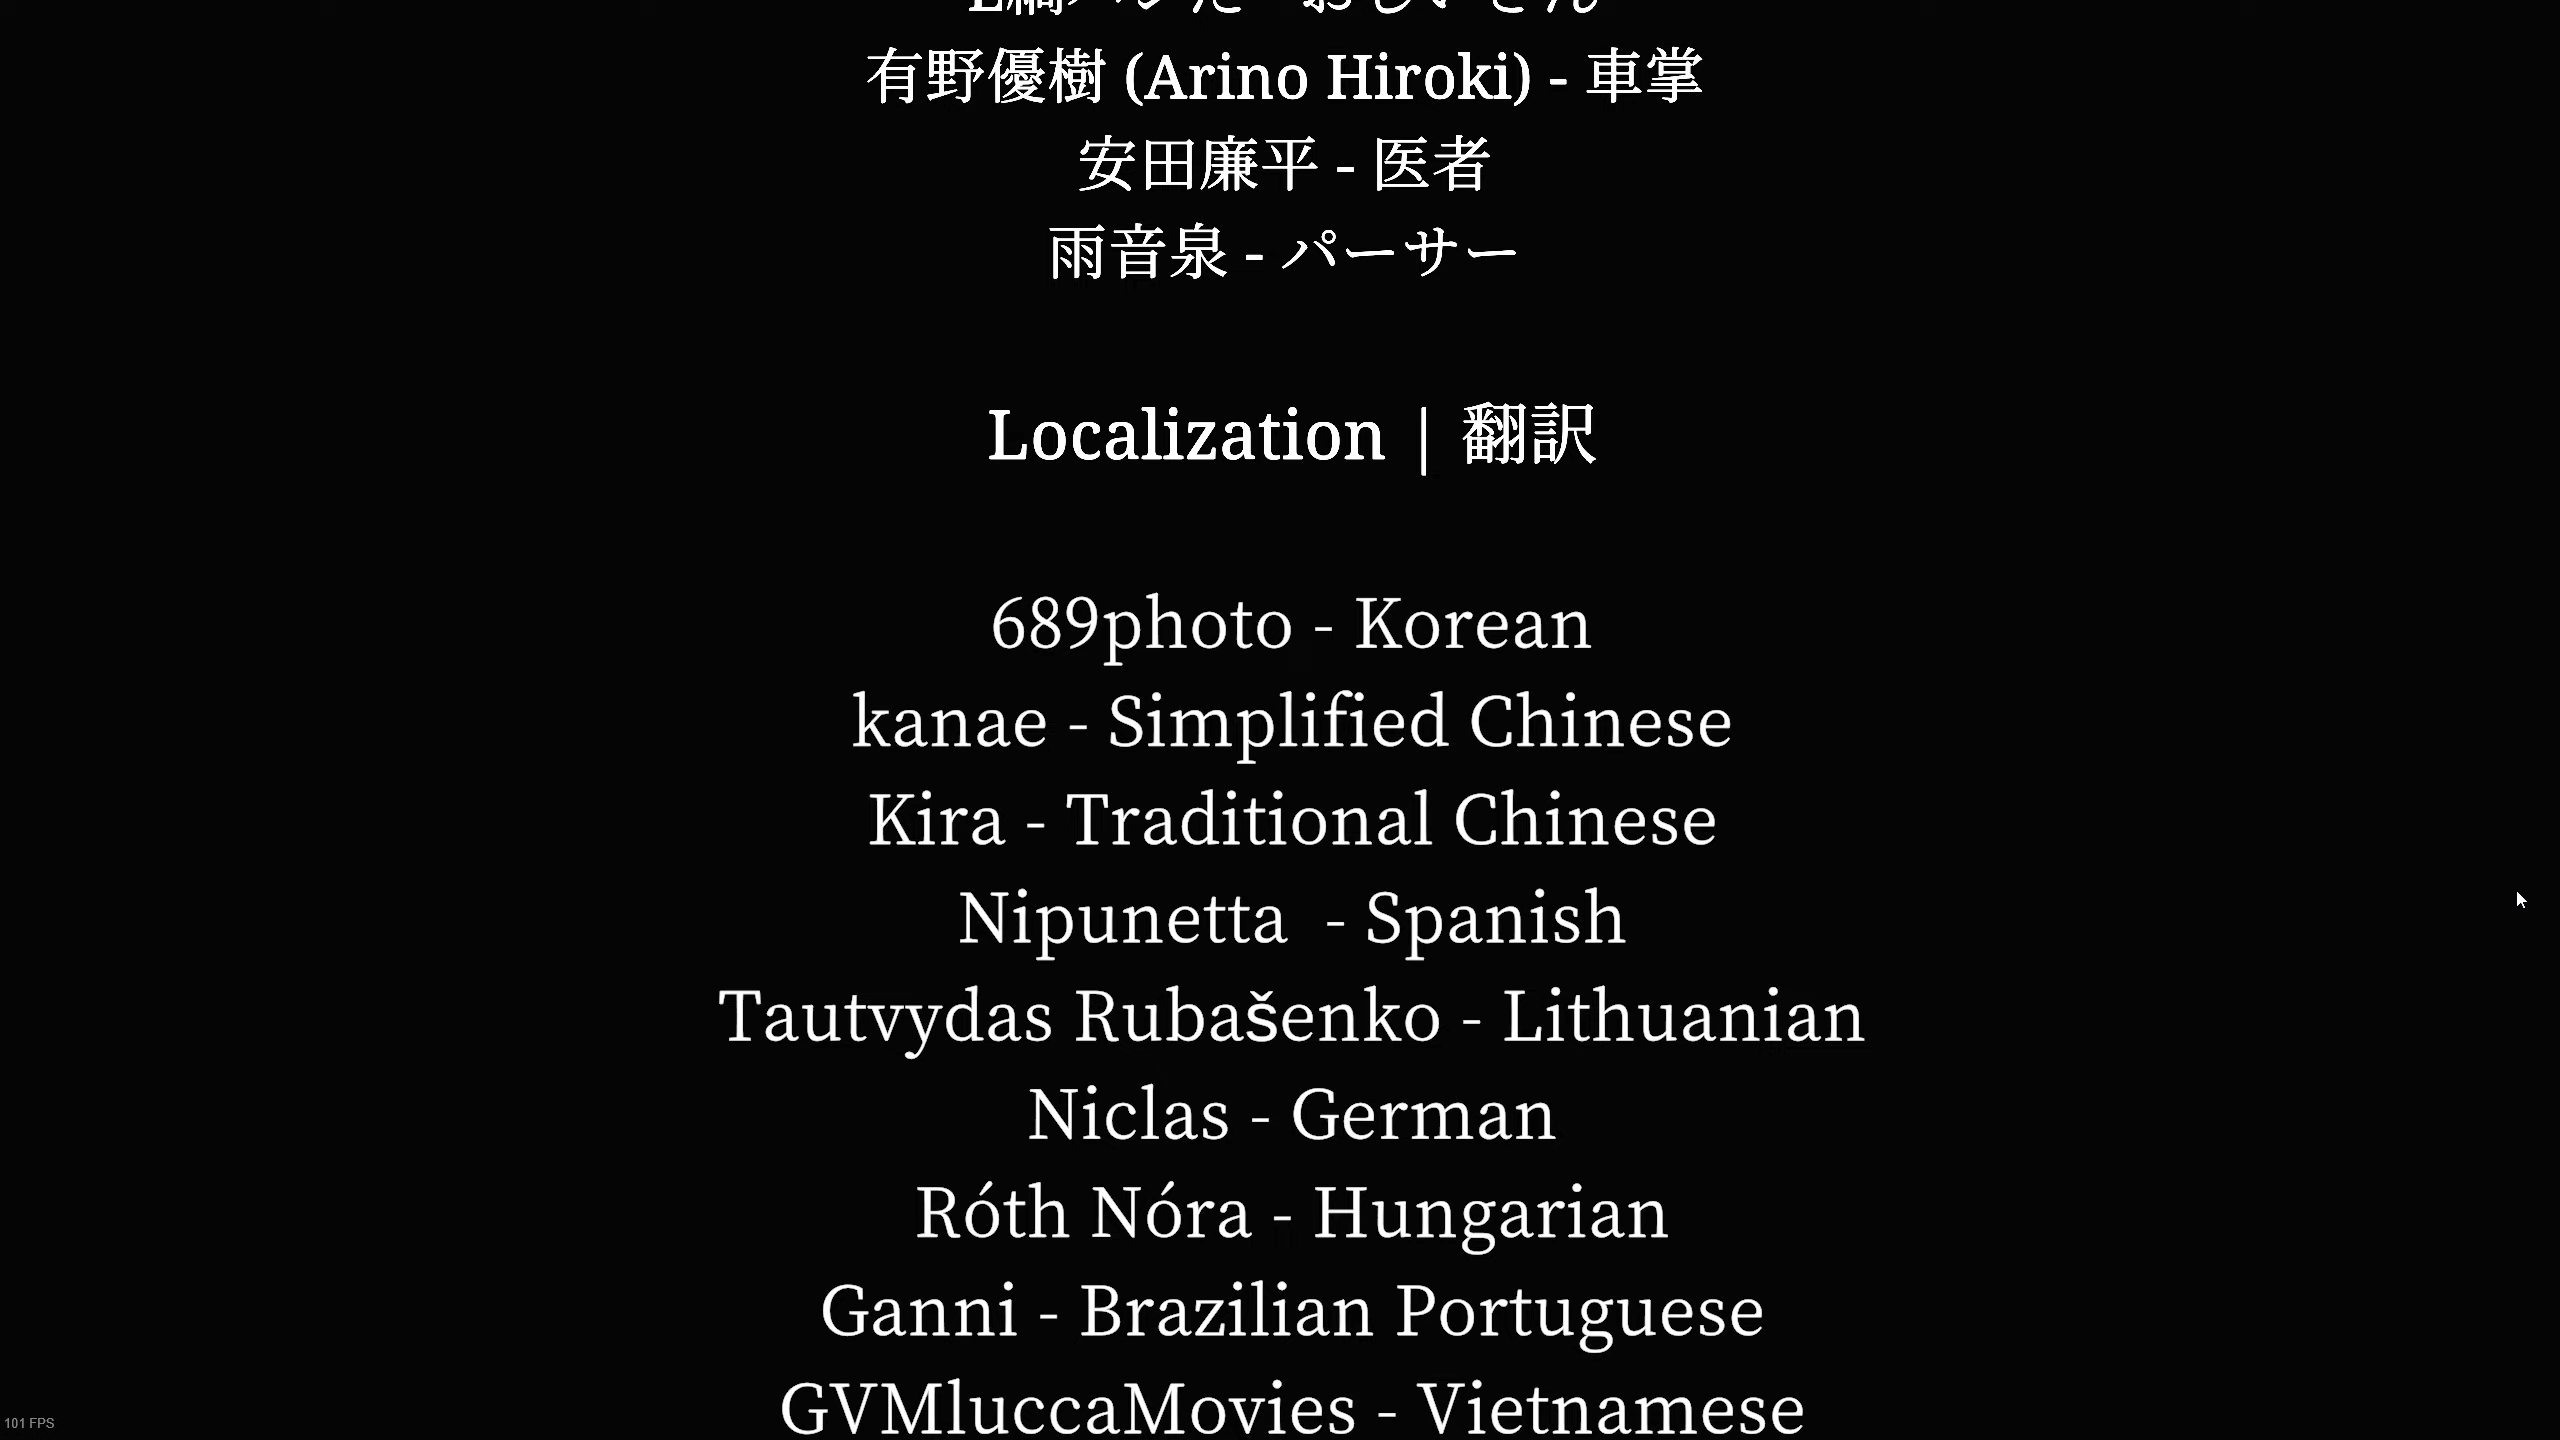 有野優樹 (Arino Hiroki) - 車掌
安田廉平 - 医者
雨音泉 - パーサー
Localization | 翻訳
689photo - Korean
kanae - Simplified Chinese
Kira - Traditional Chinese
Nipunetta  - Spanish
Tautvydas Rubašenko - Lithuanian
Niclas - German
Róth Nóra - Hungarian
Ganni - Brazilian Portuguese
GVMluccaMovies - Vietnamese
101 FPS